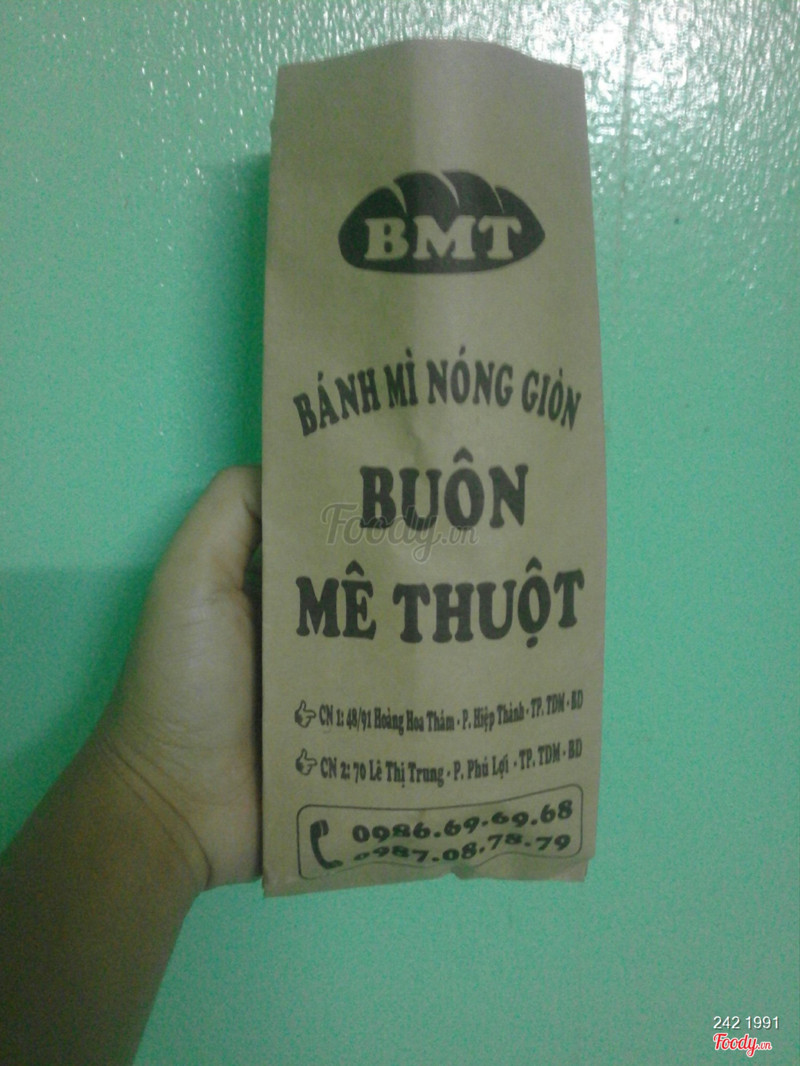 BMT
BÁNH MÌ NÓNG GIÒN
BUÔN
Foody.vn
MÊ THUỘT
CN 1: 48/91 Hoàng Hoa Thám - P. Hiệp Thành - TP. TDM - BD
CN 2: 70 Lê Thị Trung - P. Phú Lợi - TP. TDM - BD
0986.69.69.68
0987.08.78.79
242 1991
Foody.vn